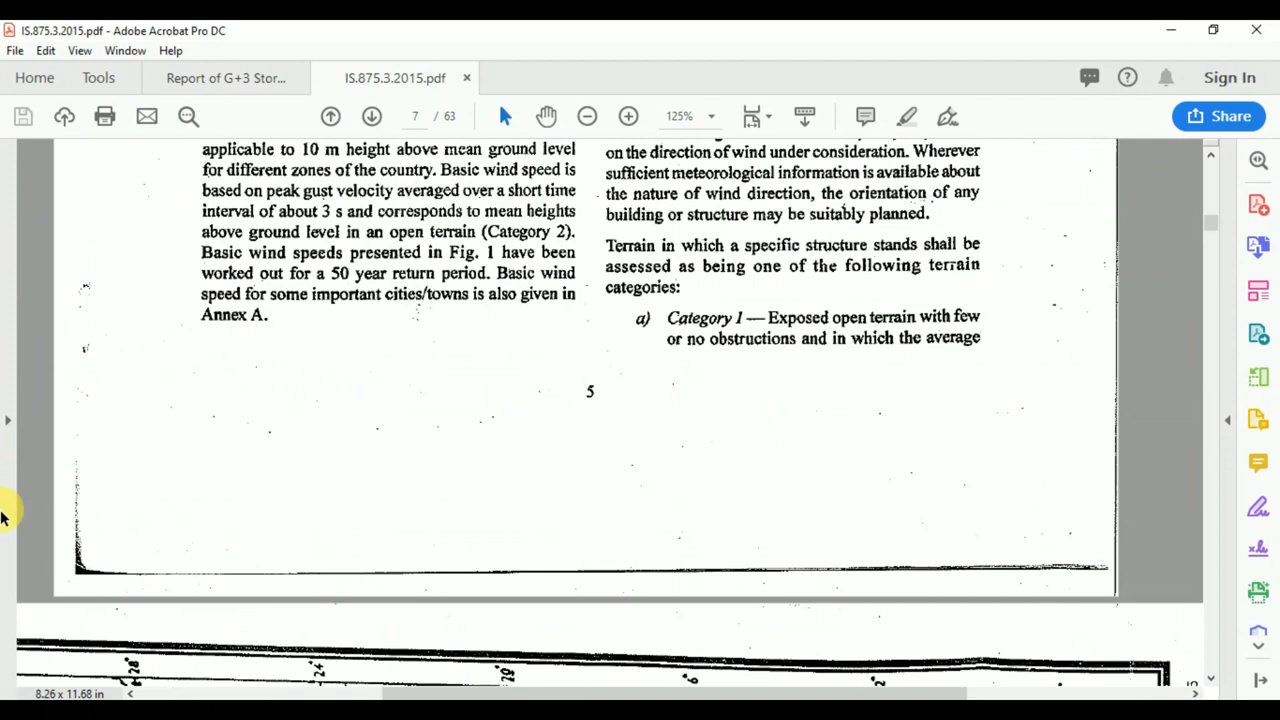 IS.875.3.2015.pdf - Adobe Acrobat Pro DC
File Edit View Window Help
Home Tools Report of G+3 Stor... IS.875.3.2015.pdf × Sign In
7 / 63 125% Share
applicable to 10 m height above mean ground level
for different zones of the country. Basic wind speed is
based on peak gust velocity averaged over a short time
interval of about 3 s and corresponds to mean heights
above ground level in an open terrain (Category 2).
Basic wind speeds presented in Fig. 1 have been
worked out for a 50 year return period. Basic wind
speed for some important cities/towns is also given in
Annex A.
on the direction of wind under consideration. Wherever
sufficient meteorological information is available about
the nature of wind direction, the orientation of any
building or structure may be suitably planned.
Terrain in which a specific structure stands shall be
assessed as being one of the following terrain
categories:
a) Category 1 — Exposed open terrain with few
or no obstructions and in which the average
5
28°
24°
8.26 x 11.68 in